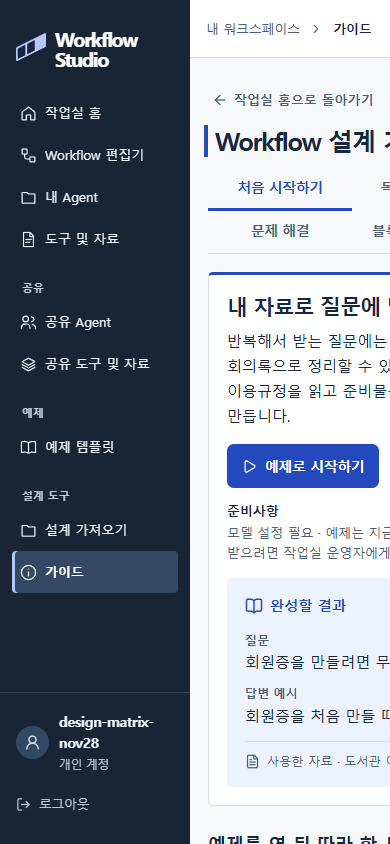 Workflow
Studio
작업실 홈
Workflow 편집기
내 Agent
도구 및 자료
공유
공유 Agent
공유 도구 및 자료
예제
예제 템플릿
설계 도구
설계 가져오기
가이드
design-matrix-
nov28
개인 계정
로그아웃
내 워크스페이스 > 가이드
작업실 홈으로 돌아가기
Workflow 설계
처음 시작하기
문제 해결
내 자료로 질문에
반복해서 받는 질문에는
회의록으로 정리할 수
이용규정을 읽고
만듭니다.
예제로 시작하기
준비사항
모델 설정 필요 · 예제는
받으려면 작업실 운영자에게
완성할 결과
질문
회원증을 만들려면
답변 예시
회원증을 처음 만들
사용한 자료 · 도서관